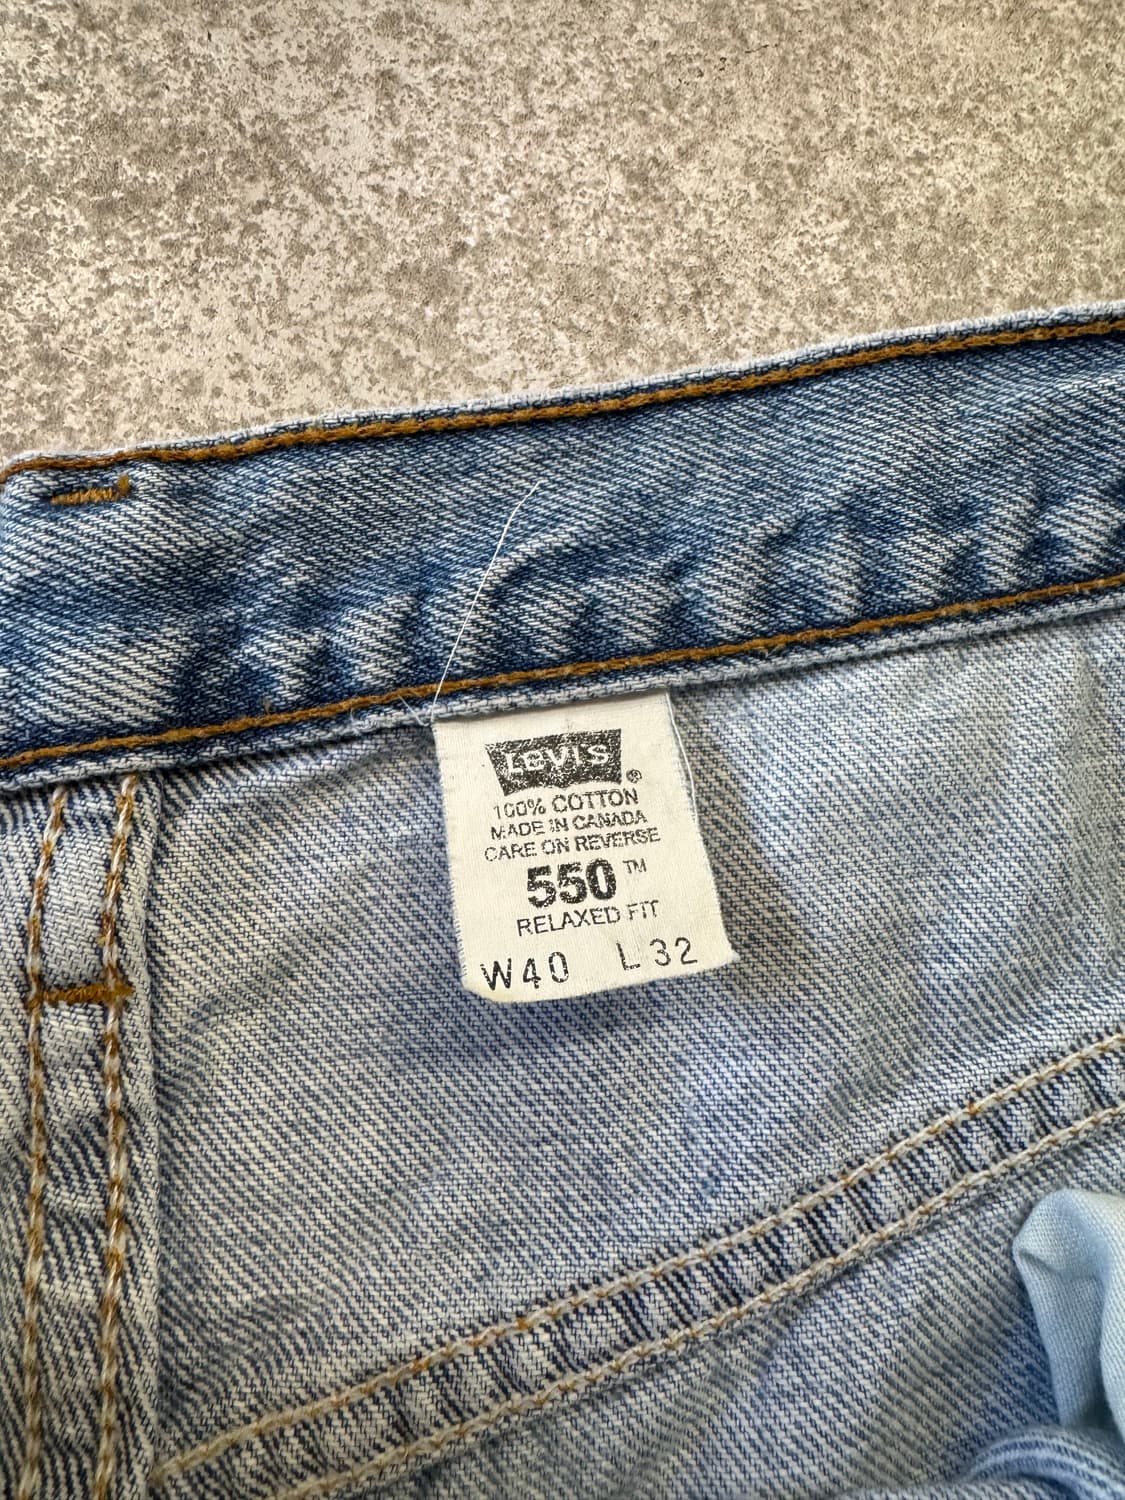 Levi's®
100% COTTON
MADE IN CANADA
CARE ON REVERSE
550™
RELAXED FIT
W40 L32